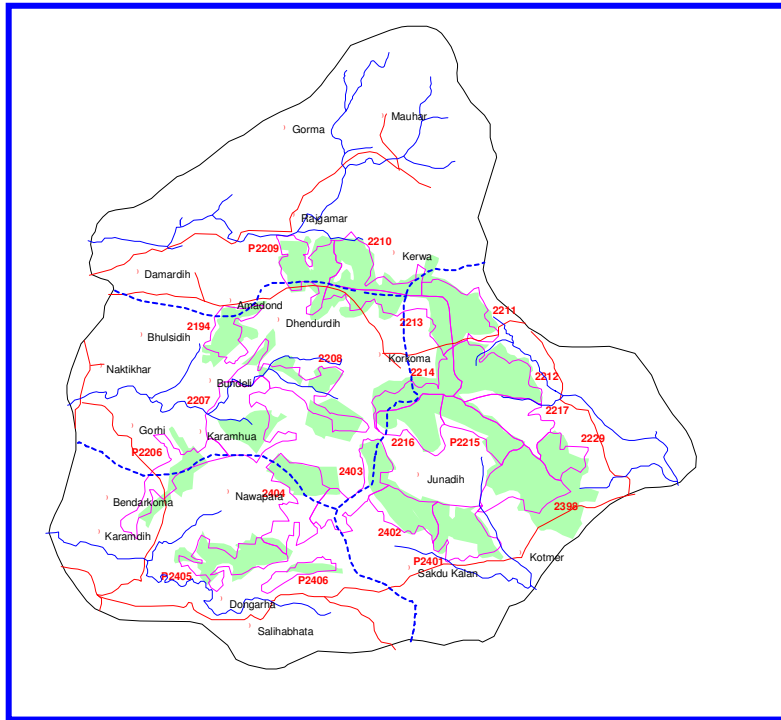 Mauhar
Gorma
Rajgamar
P2209
2210
Kerwa
Damardih
Amadond
2211
2194
Dhendurdih
2213
Bhulsidih
Korkoma
2208
Naktikhar
2214
2212
Bundeli
2207
2217
Gorhi
Karamhua
2229
P2206
2216
P2215
2403
Junadih
2404
Nawapara
Bendarkoma
2398
Karamdih
2402
Kotmer
P2401
Sakdu Kalan
P2405
P2406
Dongarha
Salihabhata